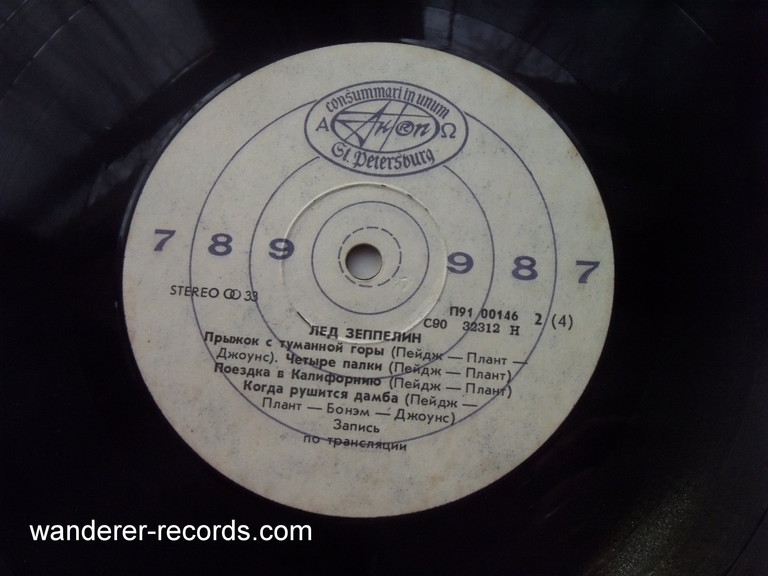 consummari in unum
А АнТроп Ω
St. Petersburg
7 8 9 9 8 7
STEREO ꝏ 33
П91 00146 2 (4)
С90 32312 Н
ЛЕД ЗЕППЕЛИН
Прыжок с туманной горы (Пейдж — Плант —
Джоунс). Четыре палки (Пейдж — Плант)
Поездка в Калифорнию (Пейдж — Плант)
Когда рушится дамба (Пейдж —
Плант — Бонэм — Джоунс)
Запись
по трансляции
wanderer-records.com